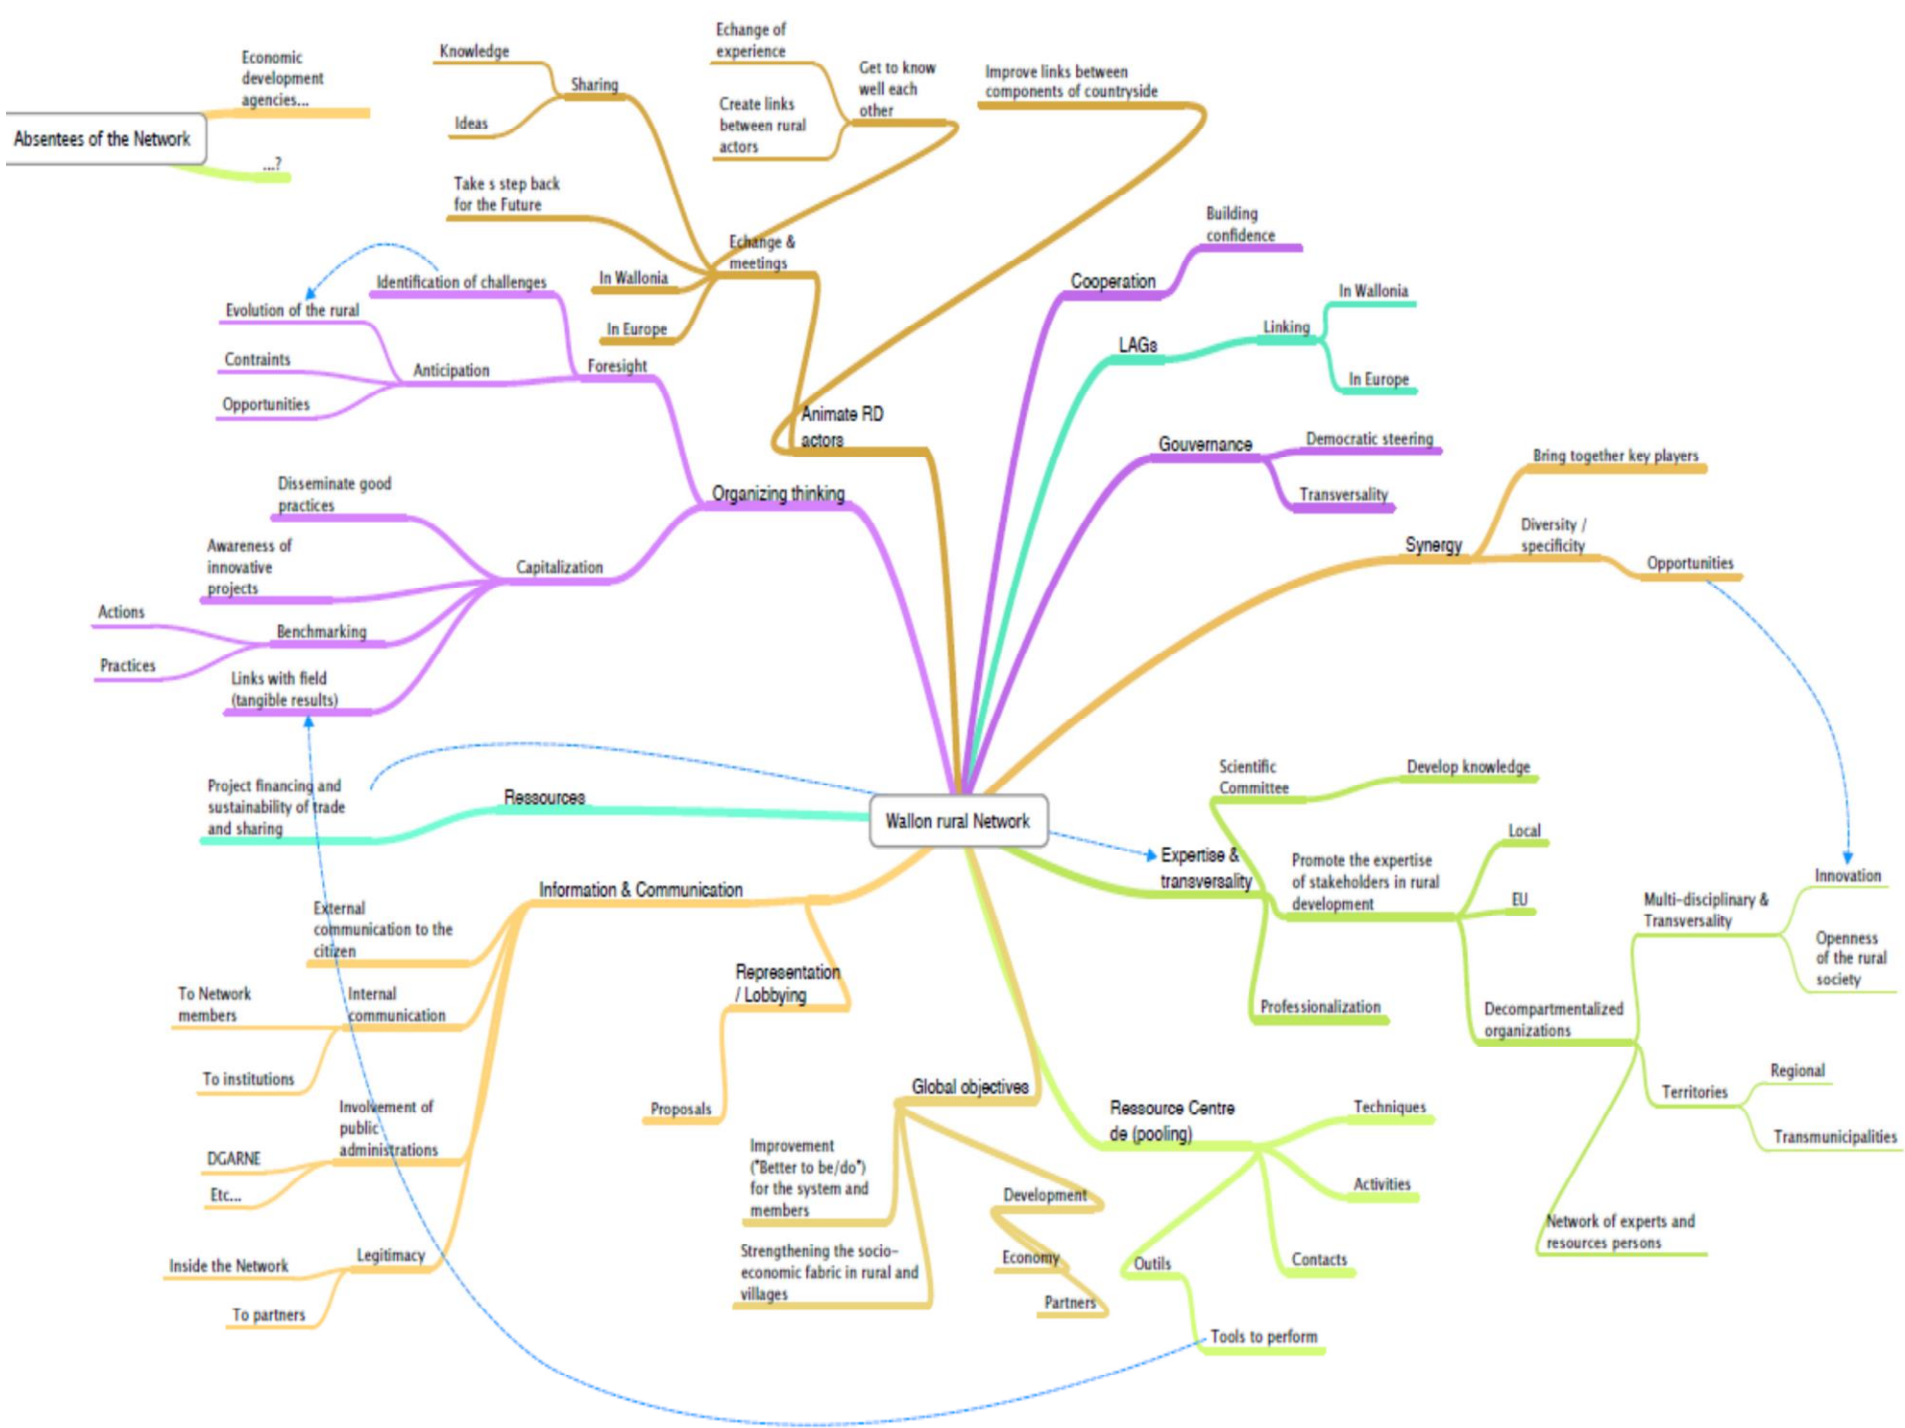 Economic
development
agencies...
Absentees of the Network
...?
Knowledge
Sharing
Ideas
Echange of
experience
Create links
between rural
actors
Get to know
well each
other
Improve links between
components of countryside
Take s step back
for the Future
Echange &
meetings
In Wallonia
In Europe
Animate RD
actors
Identification of challenges
Evolution of the rural
Contraints
Opportunities
Anticipation
Foresight
Organizing thinking
Disseminate good
practices
Awareness of
innovative
projects
Capitalization
Actions
Benchmarking
Practices
Links with field
(tangible results)
Building
confidence
Cooperation
LAGs
Linking
In Wallonia
In Europe
Gouvernance
Democratic steering
Transversality
Synergy
Bring together key players
Diversity /
specificity
Opportunities
Project financing and
sustainability of trade
and sharing
Ressources
Wallon rural Network
Information & Communication
External
communication to the
citizen
To Network
members
Internal
communication
To institutions
Involvement of
public
administrations
DGARNE
Etc...
Legitimacy
Inside the Network
To partners
Representation
/ Lobbying
Proposals
Global objectives
Improvement
("Better to be/do")
for the system and
members
Strengthening the socio-
economic fabric in rural and
villages
Development
Economy
Partners
Ressource Centre
de (pooling)
Techniques
Activities
Contacts
Outils
Tools to perform
Expertise &
transversality
Scientific
Committee
Develop knowledge
Promote the expertise
of stakeholders in rural
development
Local
EU
Professionalization
Decompartmentalized
organizations
Multi-disciplinary &
Transversality
Innovation
Openness
of the rural
society
Territories
Regional
Transmunicipalities
Network of experts and
resources persons